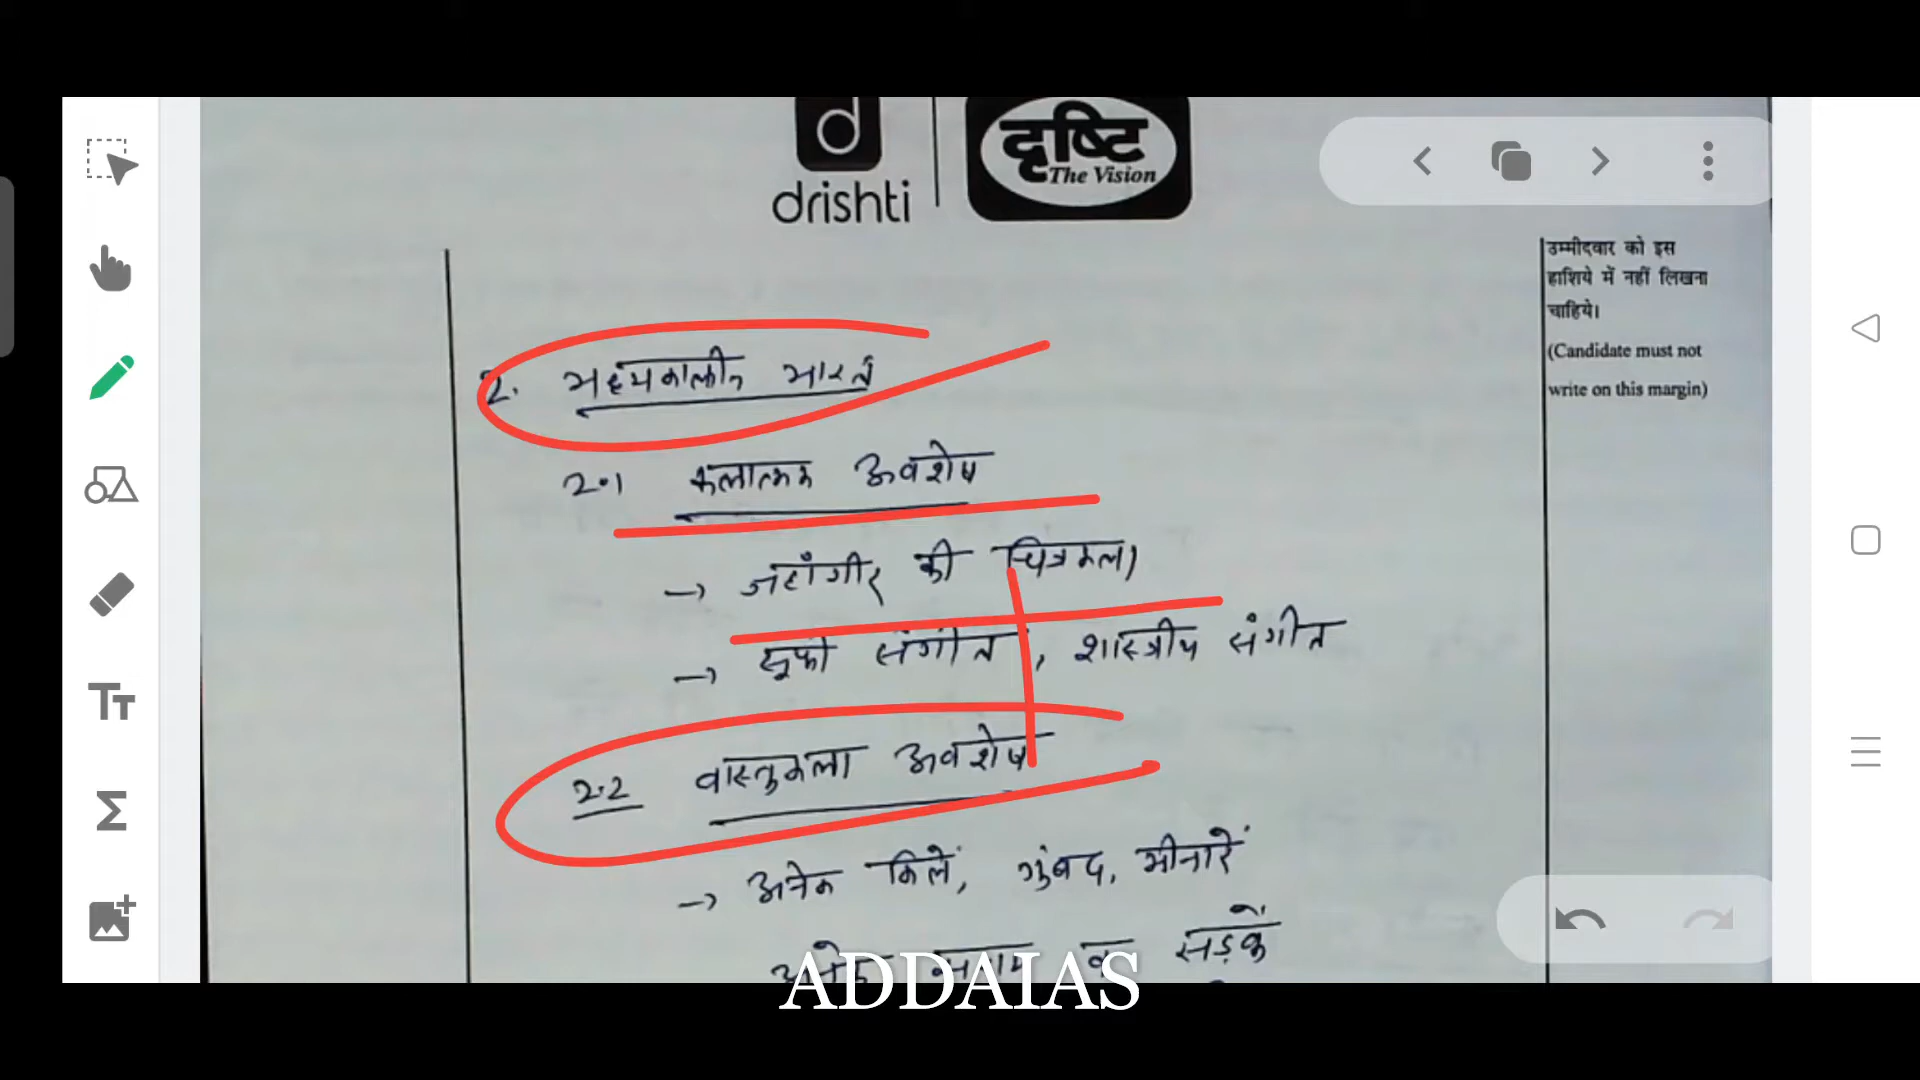 drishti
दृष्टि
The Vision
उम्मीदवार को इस
हाशिये में नहीं लिखना
चाहिये।
(Candidate must not
write on this margin)
2. मध्यकालीन भारत
2.1 कलात्मक अवशेष
→ जहाँगीर की चित्रकला
→ सूफी संगीत, शास्त्रीय संगीत
2.2 वास्तुकला अवशेष
→ अनेक किलें, गुंबद, मीनारें
सड़कें
ADDAIAS